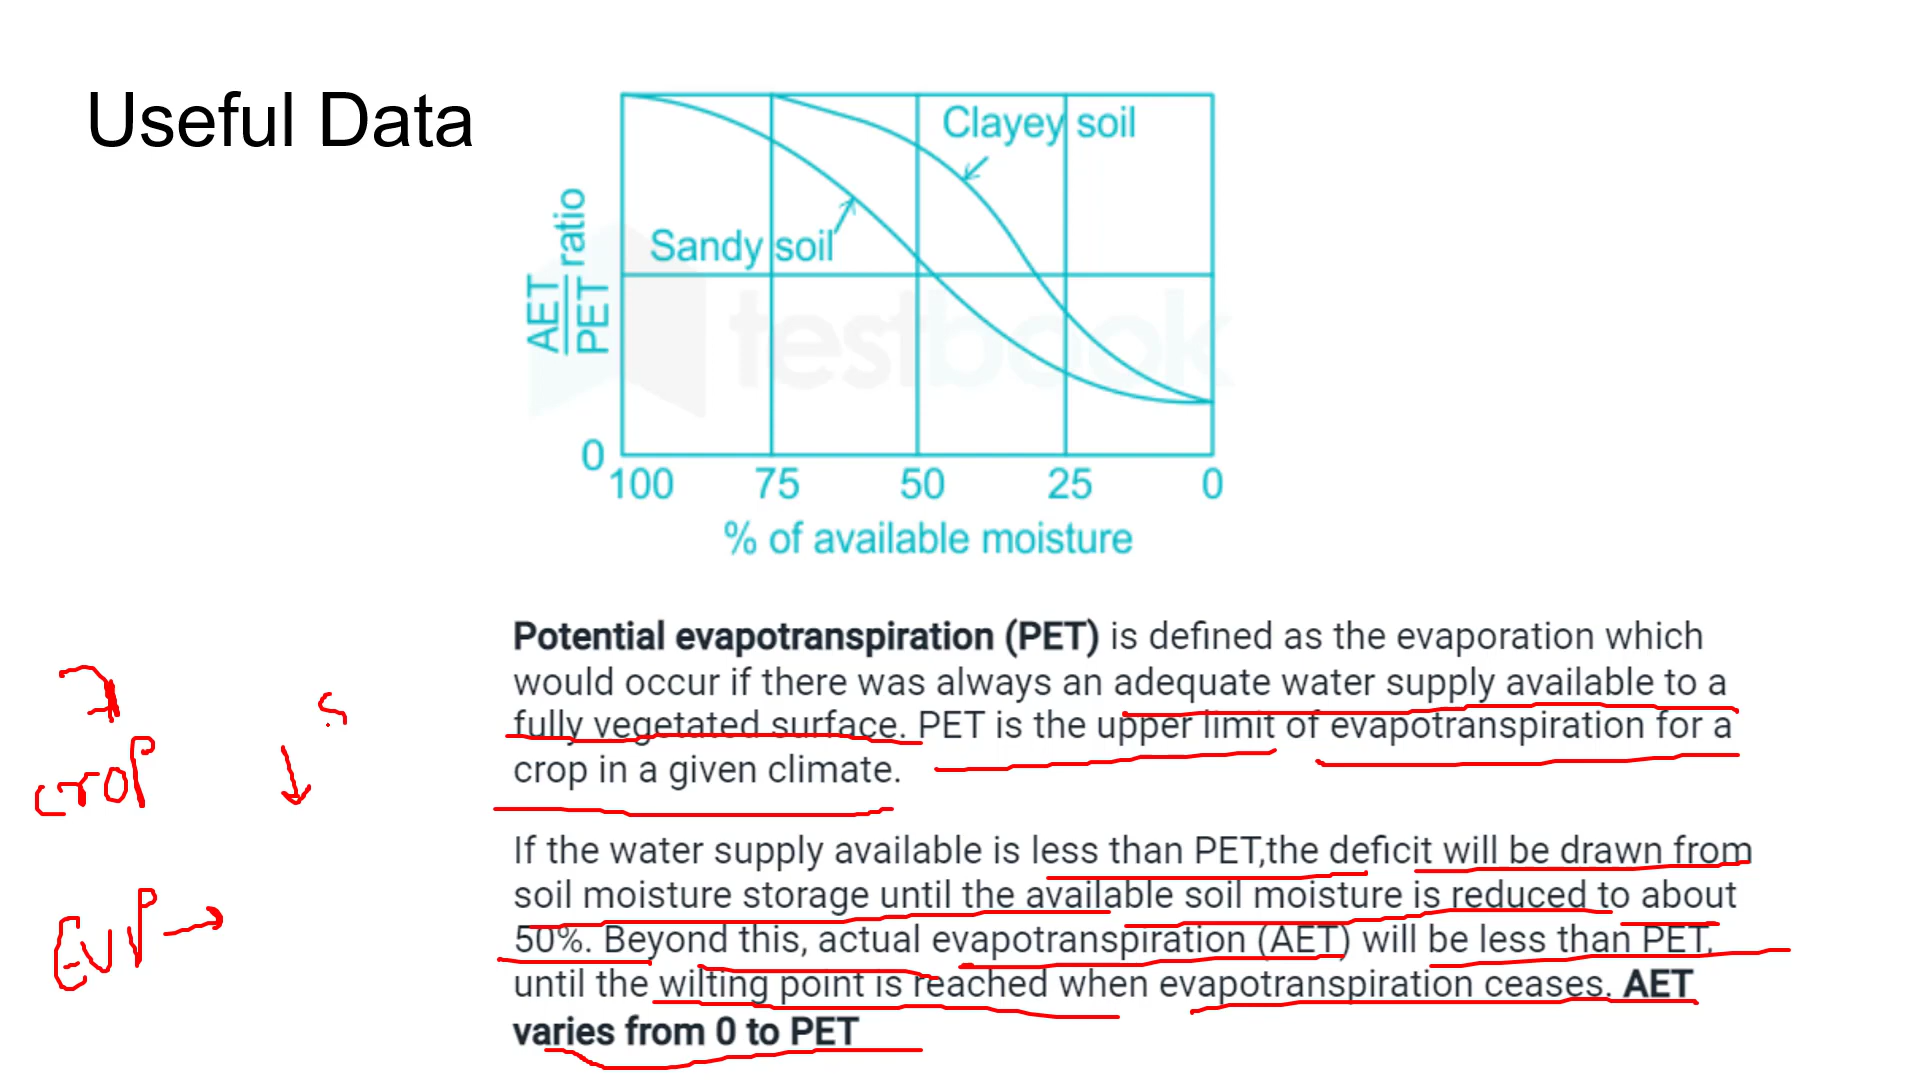 Useful Data
Clayey soil
Sandy soil
AET
PET
ratio
testbook
0
100 75 50 25 0
% of available moisture
Potential evapotranspiration (PET) is defined as the evaporation which
would occur if there was always an adequate water supply available to a
fully vegetated surface. PET is the upper limit of evapotranspiration for a
crop in a given climate.
crop
If the water supply available is less than PET,the deficit will be drawn from
soil moisture storage until the available soil moisture is reduced to about
50%. Beyond this, actual evapotranspiration (AET) will be less than PET,
until the wilting point is reached when evapotranspiration ceases. AET
varies from 0 to PET